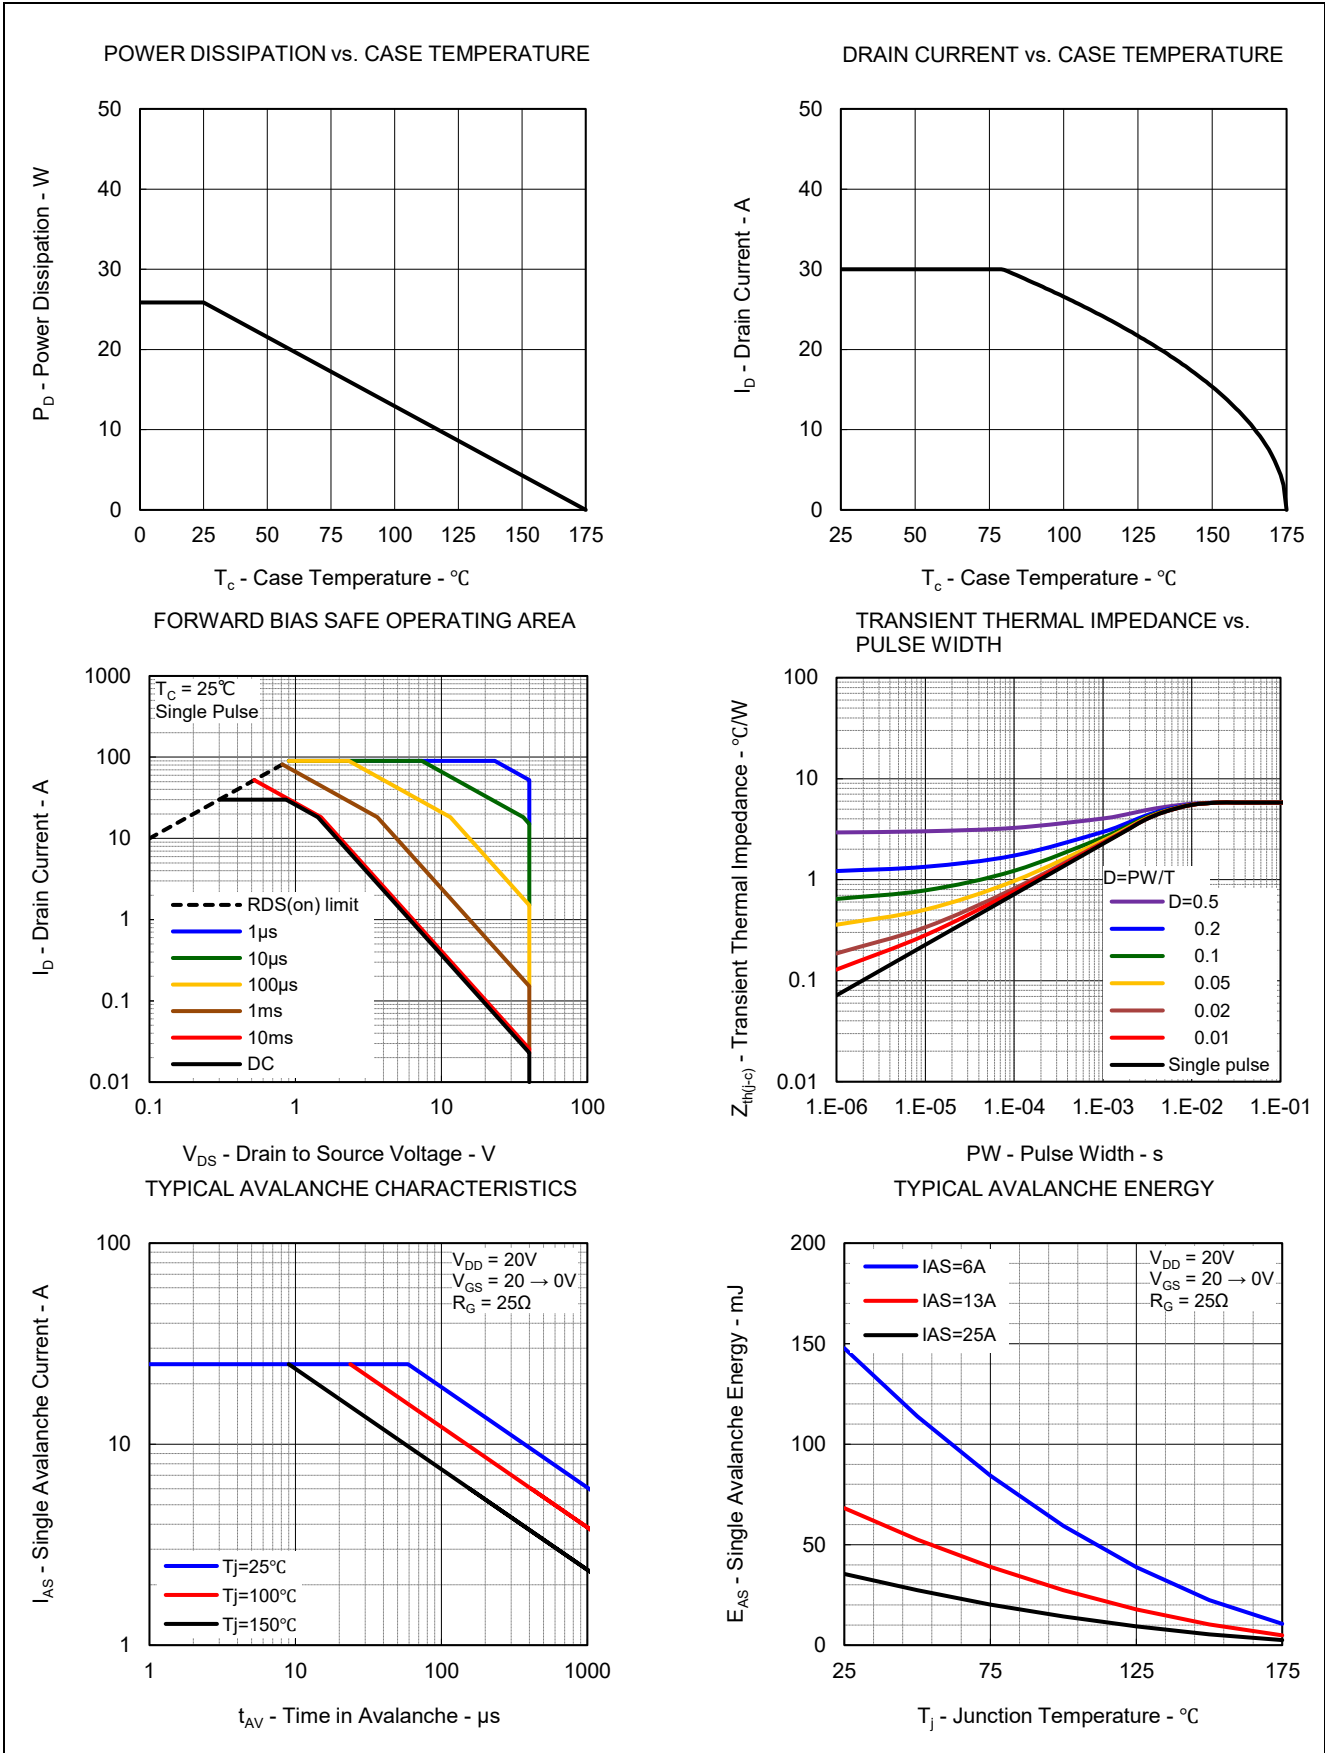 POWER DISSIPATION vs. CASE TEMPERATURE
50
40
30
20
10
0
0 25 50 75 100 125 150 175
P_D - Power Dissipation - W
T_c - Case Temperature - ℃
DRAIN CURRENT vs. CASE TEMPERATURE
50
40
30
20
10
0
25 50 75 100 125 150 175
I_D - Drain Current - A
T_c - Case Temperature - ℃
FORWARD BIAS SAFE OPERATING AREA
T_C = 25℃
Single Pulse
1000
100
10
1
0.1
0.01
0.1 1 10 100
RDS(on) limit
1μs
10μs
100μs
1ms
10ms
DC
I_D - Drain Current - A
V_DS - Drain to Source Voltage - V
TRANSIENT THERMAL IMPEDANCE vs.
PULSE WIDTH
100
10
1
0.1
0.01
1.E-06 1.E-05 1.E-04 1.E-03 1.E-02 1.E-01
D=PW/T
D=0.5
0.2
0.1
0.05
0.02
0.01
Single pulse
Z_th(j-c) - Transient Thermal Impedance - ℃/W
PW - Pulse Width - s
TYPICAL AVALANCHE CHARACTERISTICS
V_DD = 20V
V_GS = 20 → 0V
R_G = 25Ω
100
10
1
1 10 100 1000
Tj=25℃
Tj=100℃
Tj=150℃
I_AS - Single Avalanche Current - A
t_AV - Time in Avalanche - μs
TYPICAL AVALANCHE ENERGY
200
150
100
50
0
25 75 125 175
IAS=6A
IAS=13A
IAS=25A
V_DD = 20V
V_GS = 20 → 0V
R_G = 25Ω
E_AS - Single Avalanche Energy - mJ
T_j - Junction Temperature - ℃